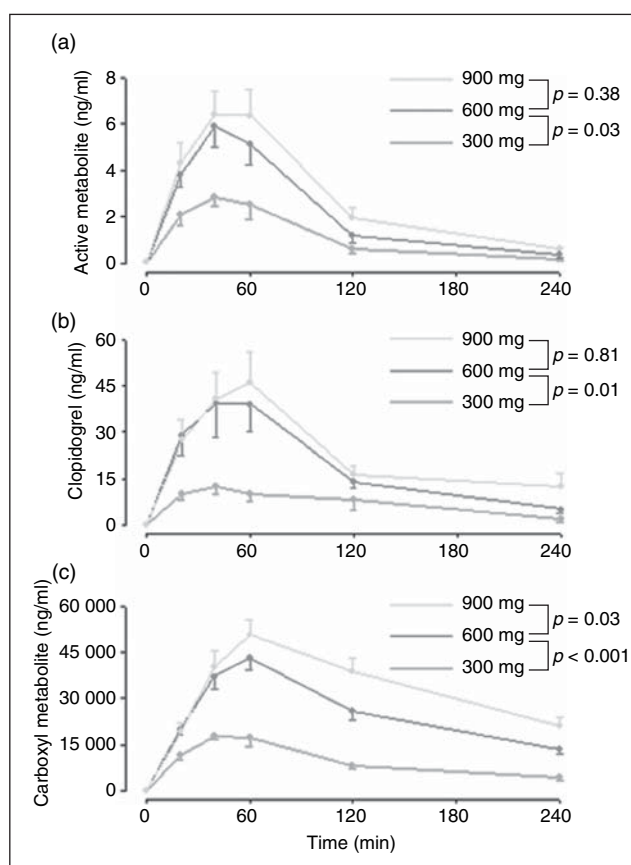 (a)
Active metabolite (ng/ml)
8
6
4
2
0
900 mg
600 mg
300 mg
p = 0.38
p = 0.03
0 60 120 180 240
(b)
Clopidogrel (ng/ml)
60
45
30
15
0
900 mg
600 mg
300 mg
p = 0.81
p = 0.01
0 60 120 180 240
(c)
Carboxyl metabolite (ng/ml)
60 000
45 000
30 000
15 000
0
900 mg
600 mg
300 mg
p = 0.03
p < 0.001
0 60 120 180 240
Time (min)